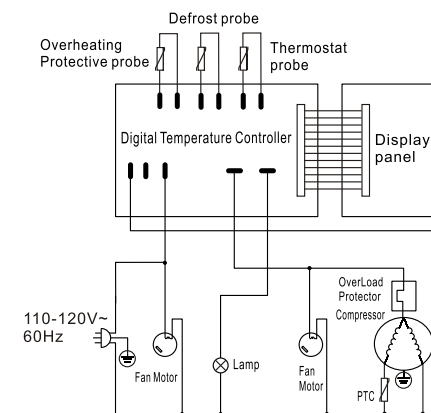 Defrost probe
Overheating
Protective probe
Thermostat
probe
Digital Temperature Controller
Display
panel
OverLoad
Protector
Compressor
110-120V~
60Hz
Fan Motor
Lamp
Fan
Motor
PTC